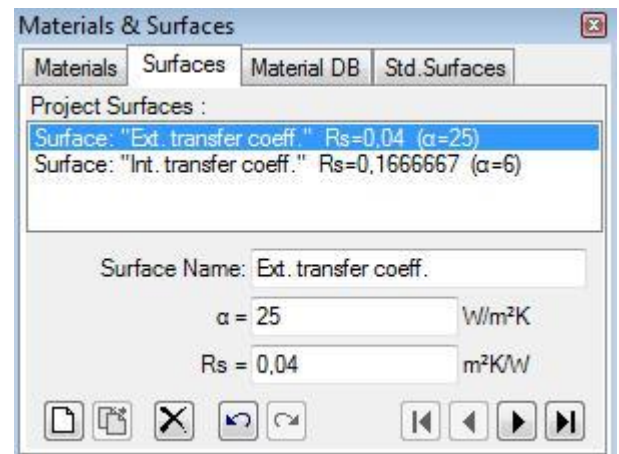 Materials & Surfaces
Materials Surfaces Material DB Std.Surfaces
Project Surfaces :
Surface: "Ext. transfer coeff." Rs=0,04 (α=25)
Surface: "Int. transfer coeff." Rs=0,1666667 (α=6)
Surface Name: Ext. transfer coeff.
α = 25 W/m²K
Rs = 0,04 m²K/W